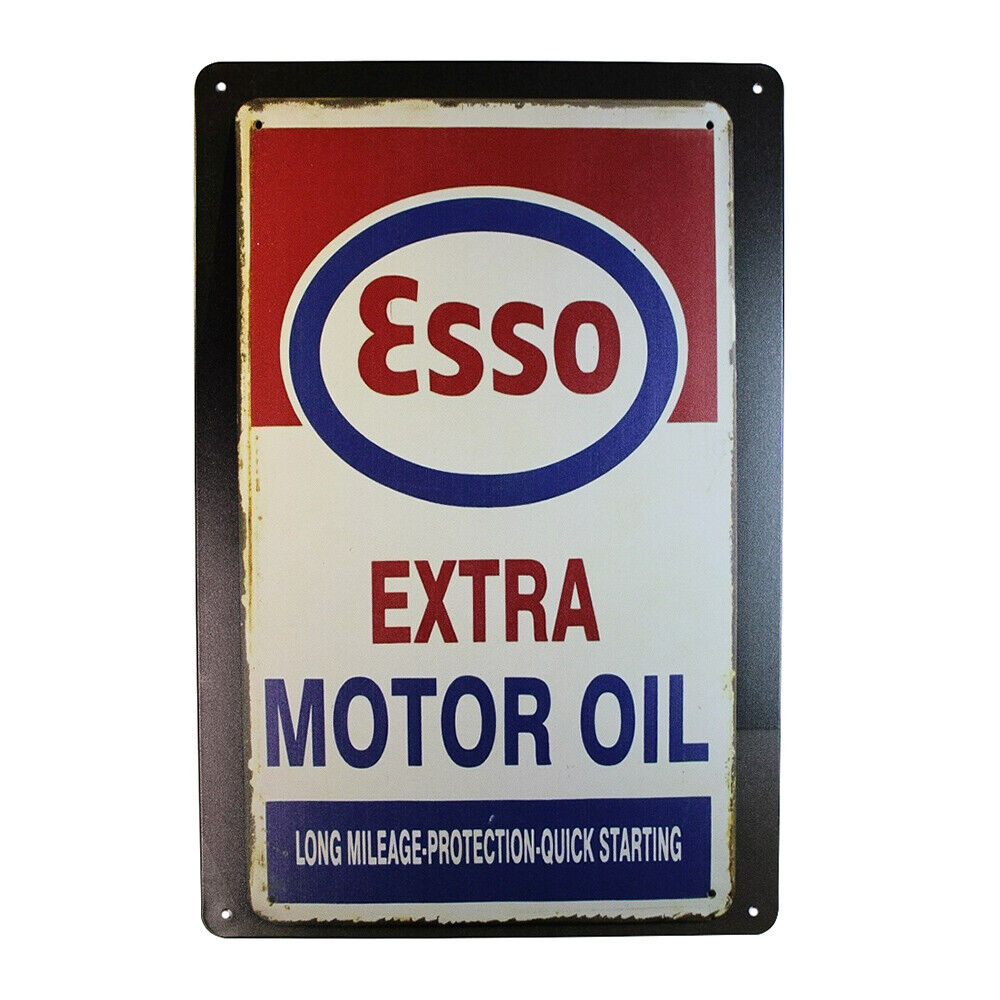 Esso
EXTRA
MOTOR OIL
LONG MILEAGE-PROTECTION-QUICK STARTING